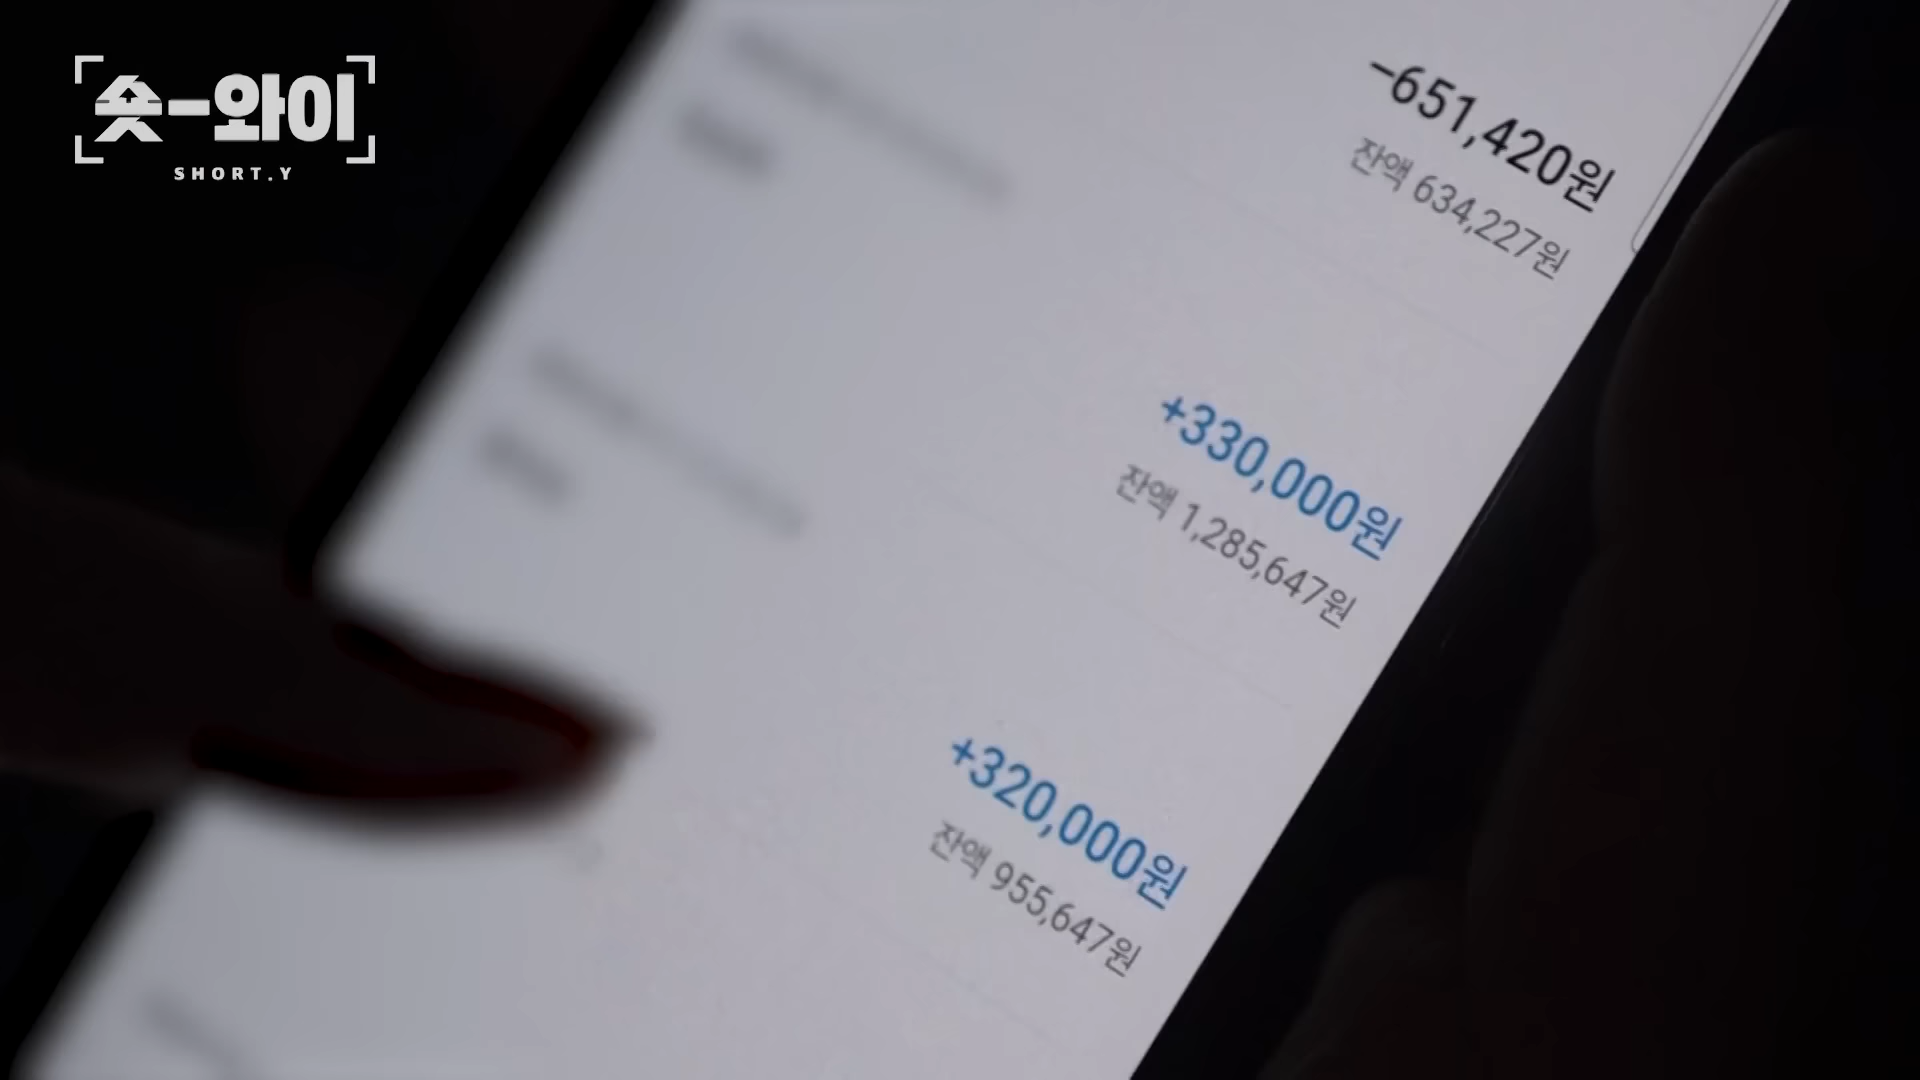 숏-와이
SHORT.Y
-651,420원
잔액 634,227원
+330,000원
잔액 1,285,647원
+320,000원
잔액 955,647원